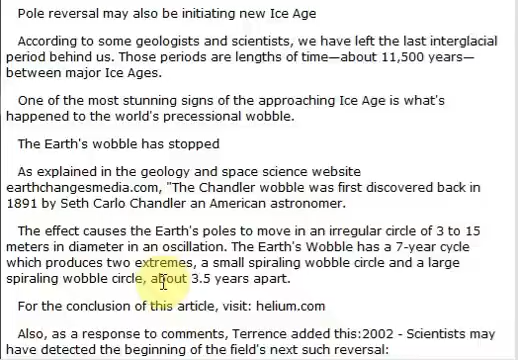 Pole reversal may also be initiating new Ice Age
According to some geologists and scientists, we have left the last interglacial
period behind us. Those periods are lengths of time—about 11,500 years—
between major Ice Ages.
One of the most stunning signs of the approaching Ice Age is what's
happened to the world's precessional wobble.
The Earth's wobble has stopped
As explained in the geology and space science website
earthchangesmedia.com, "The Chandler wobble was first discovered back in
1891 by Seth Carlo Chandler an American astronomer.
The effect causes the Earth's poles to move in an irregular circle of 3 to 15
meters in diameter in an oscillation. The Earth's Wobble has a 7-year cycle
which produces two extremes, a small spiraling wobble circle and a large
spiraling wobble circle, about 3.5 years apart.
For the conclusion of this article, visit: helium.com
Also, as a response to comments, Terrence added this:2002 - Scientists may
have detected the beginning of the field's next such reversal: